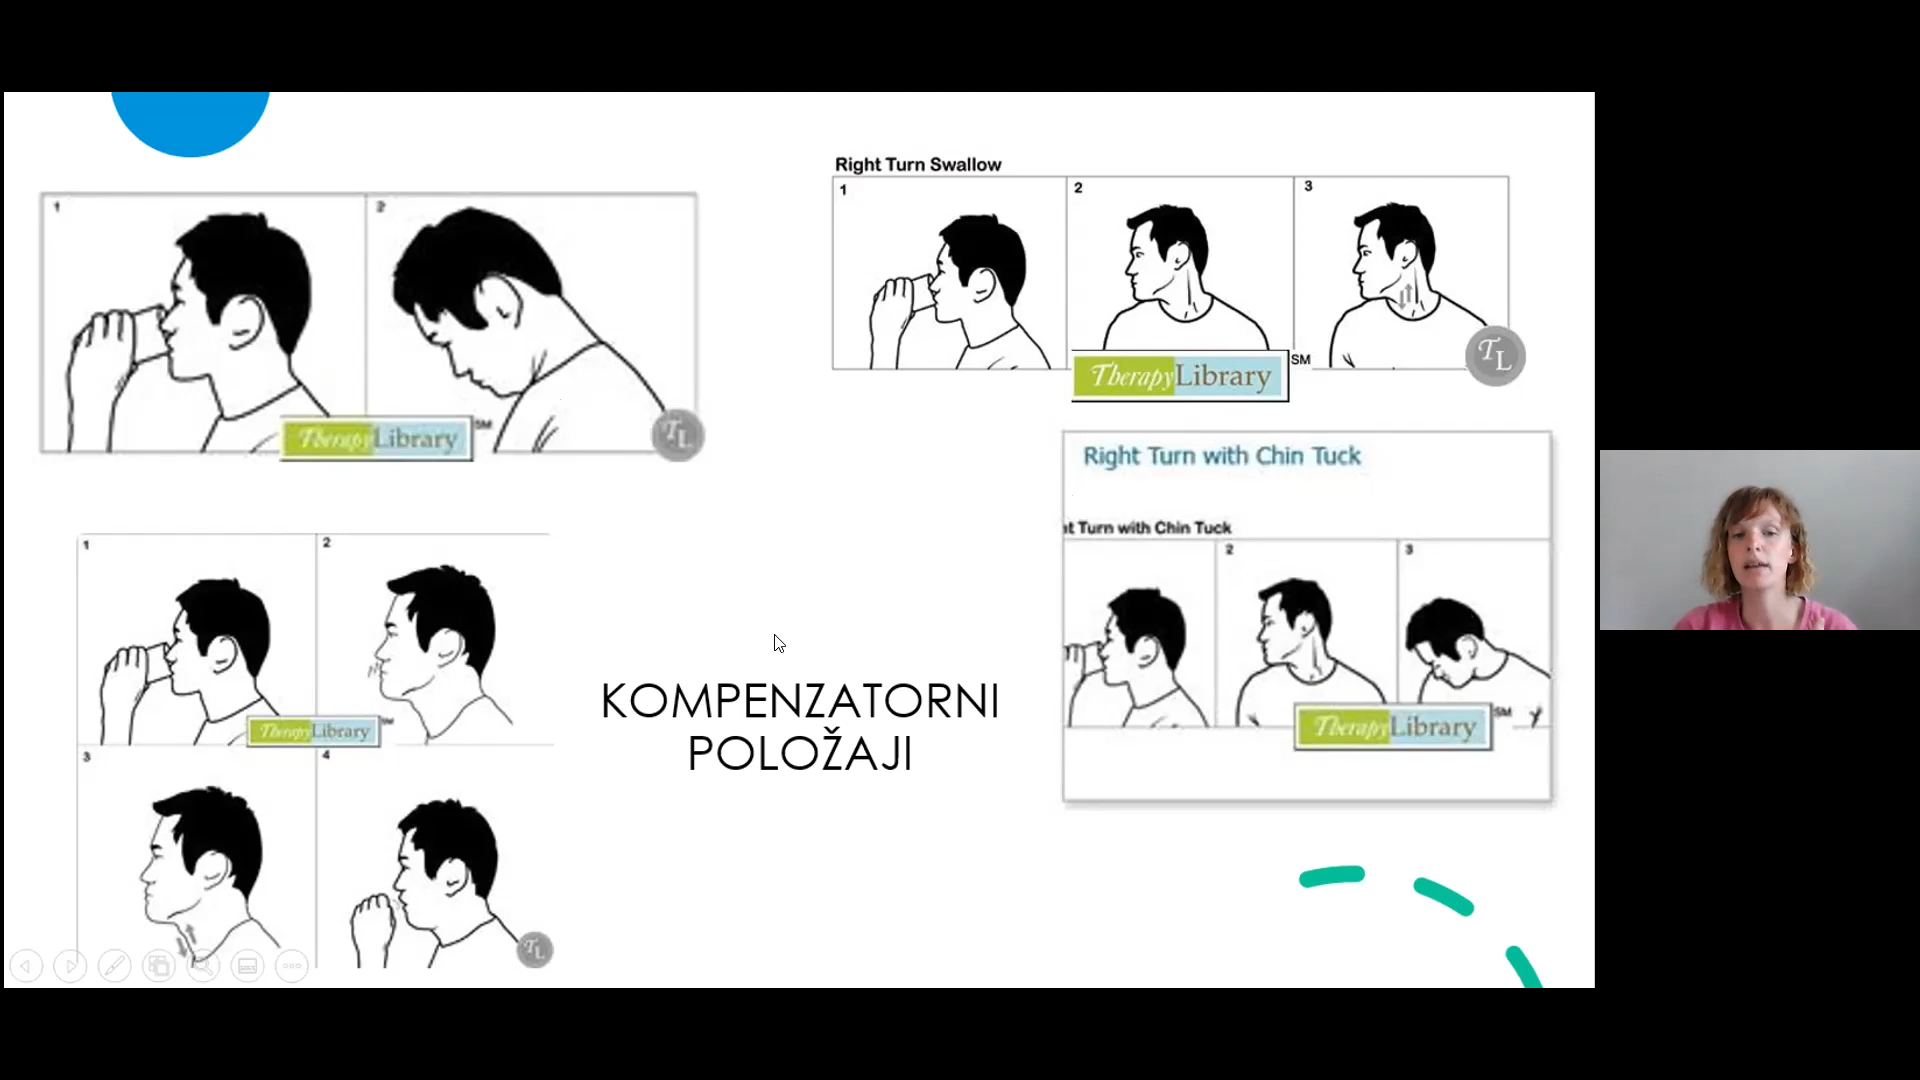 1
2
TherapyLibrary SM
TL
Right Turn Swallow
1
2
3
TherapyLibrary SM
TL
Right Turn with Chin Tuck
ht Turn with Chin Tuck
2
3
TherapyLibrary SM
1
2
TherapyLibrary SM
3
4
TL
KOMPENZATORNI
POLOŽAJI